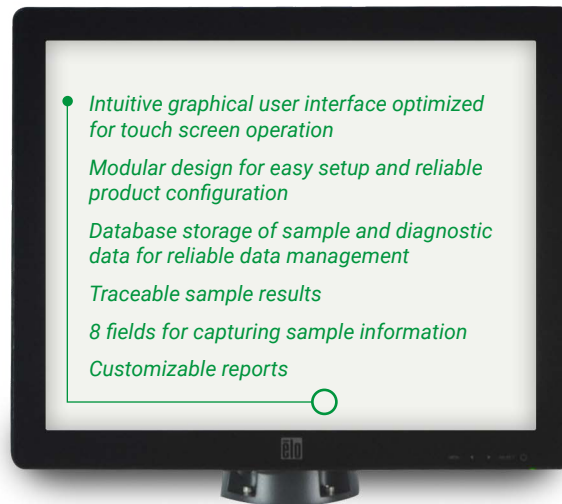 Intuitive graphical user interface optimized
for touch screen operation
Modular design for easy setup and reliable
product configuration
Database storage of sample and diagnostic
data for reliable data management
Traceable sample results
8 fields for capturing sample information
Customizable reports
elo